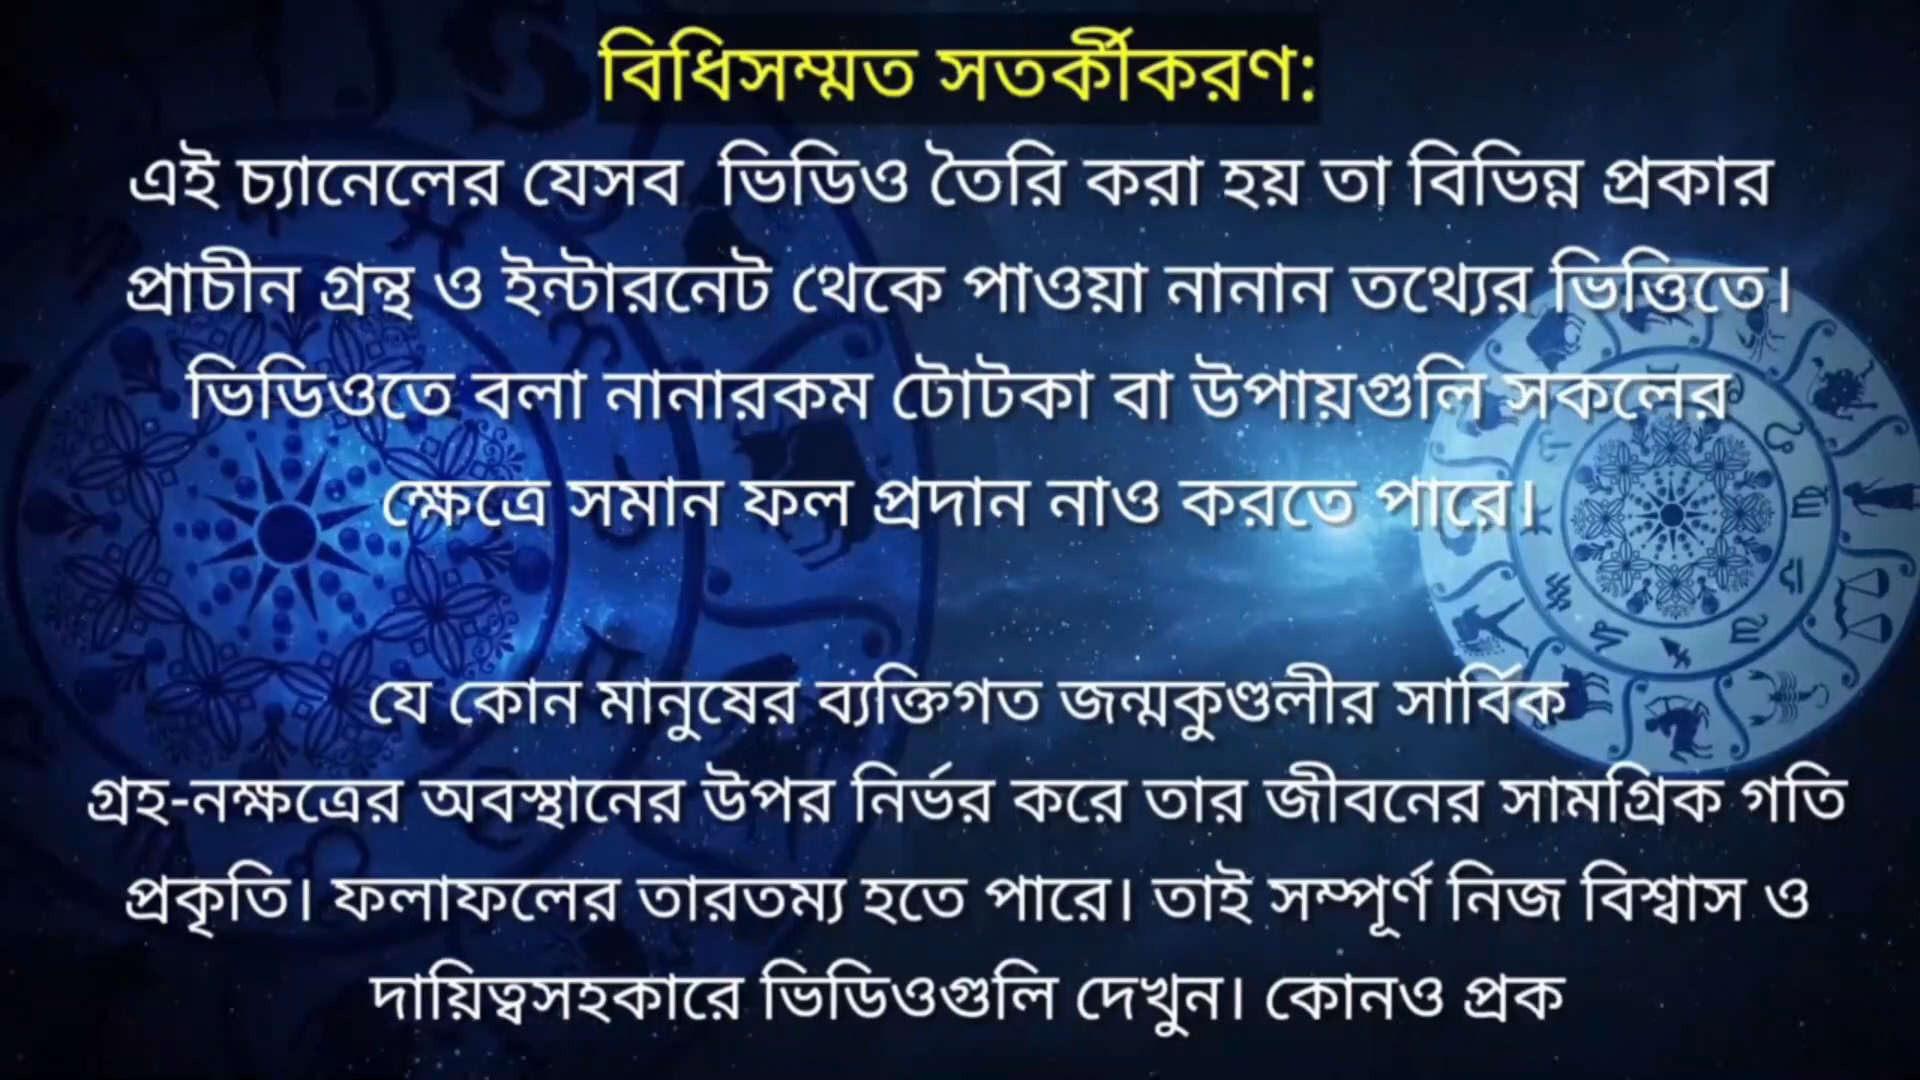 বিধিসম্মত সতর্কীকরণ:
এই চ্যানেলের যেসব ভিডিও তৈরি করা হয় তা বিভিন্ন প্রকার
প্রাচীন গ্রন্থ ও ইন্টারনেট থেকে পাওয়া নানান তথ্যের ভিত্তিতে।
ভিডিওতে বলা নানারকম টোটকা বা উপায়গুলি সকলের
ক্ষেত্রে সমান ফল প্রদান নাও করতে পারে।
যে কোন মানুষের ব্যক্তিগত জন্মকুণ্ডলীর সার্বিক
গ্রহ-নক্ষত্রের অবস্থানের উপর নির্ভর করে তার জীবনের সামগ্রিক গতি
প্রকৃতি। ফলাফলের তারতম্য হতে পারে। তাই সম্পূর্ণ নিজ বিশ্বাস ও
দায়িত্বসহকারে ভিডিওগুলি দেখুন। কোনও প্রক